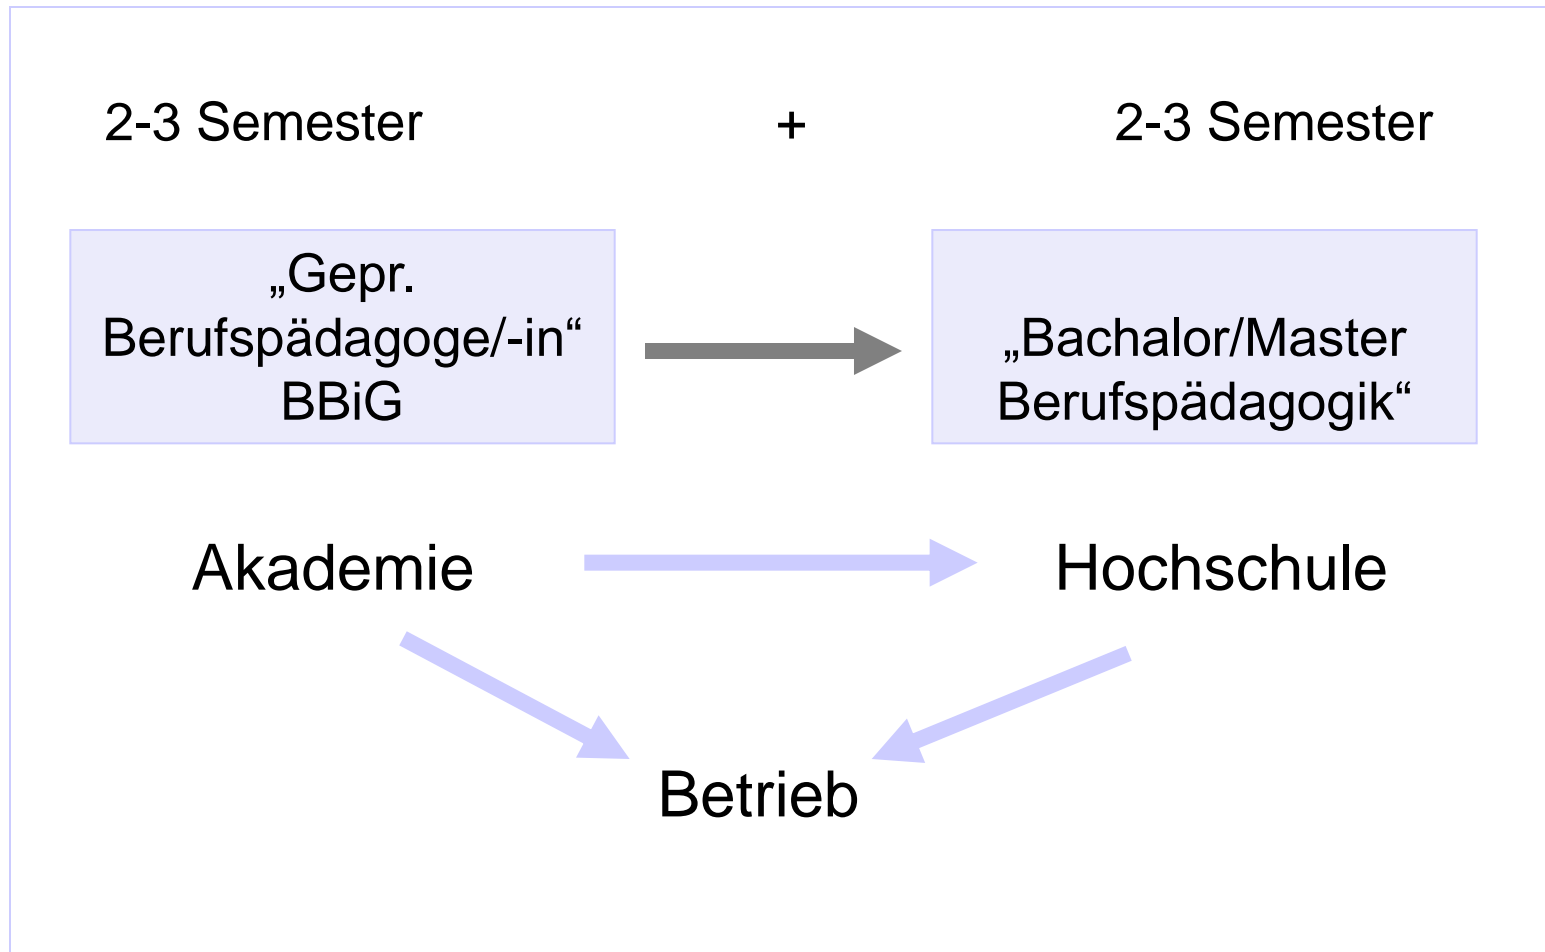 2-3 Semester + 2-3 Semester
„Gepr.
Berufspädagoge/-in“
BBiG
„Bachalor/Master
Berufspädagogik“
Akademie
Hochschule
Betrieb